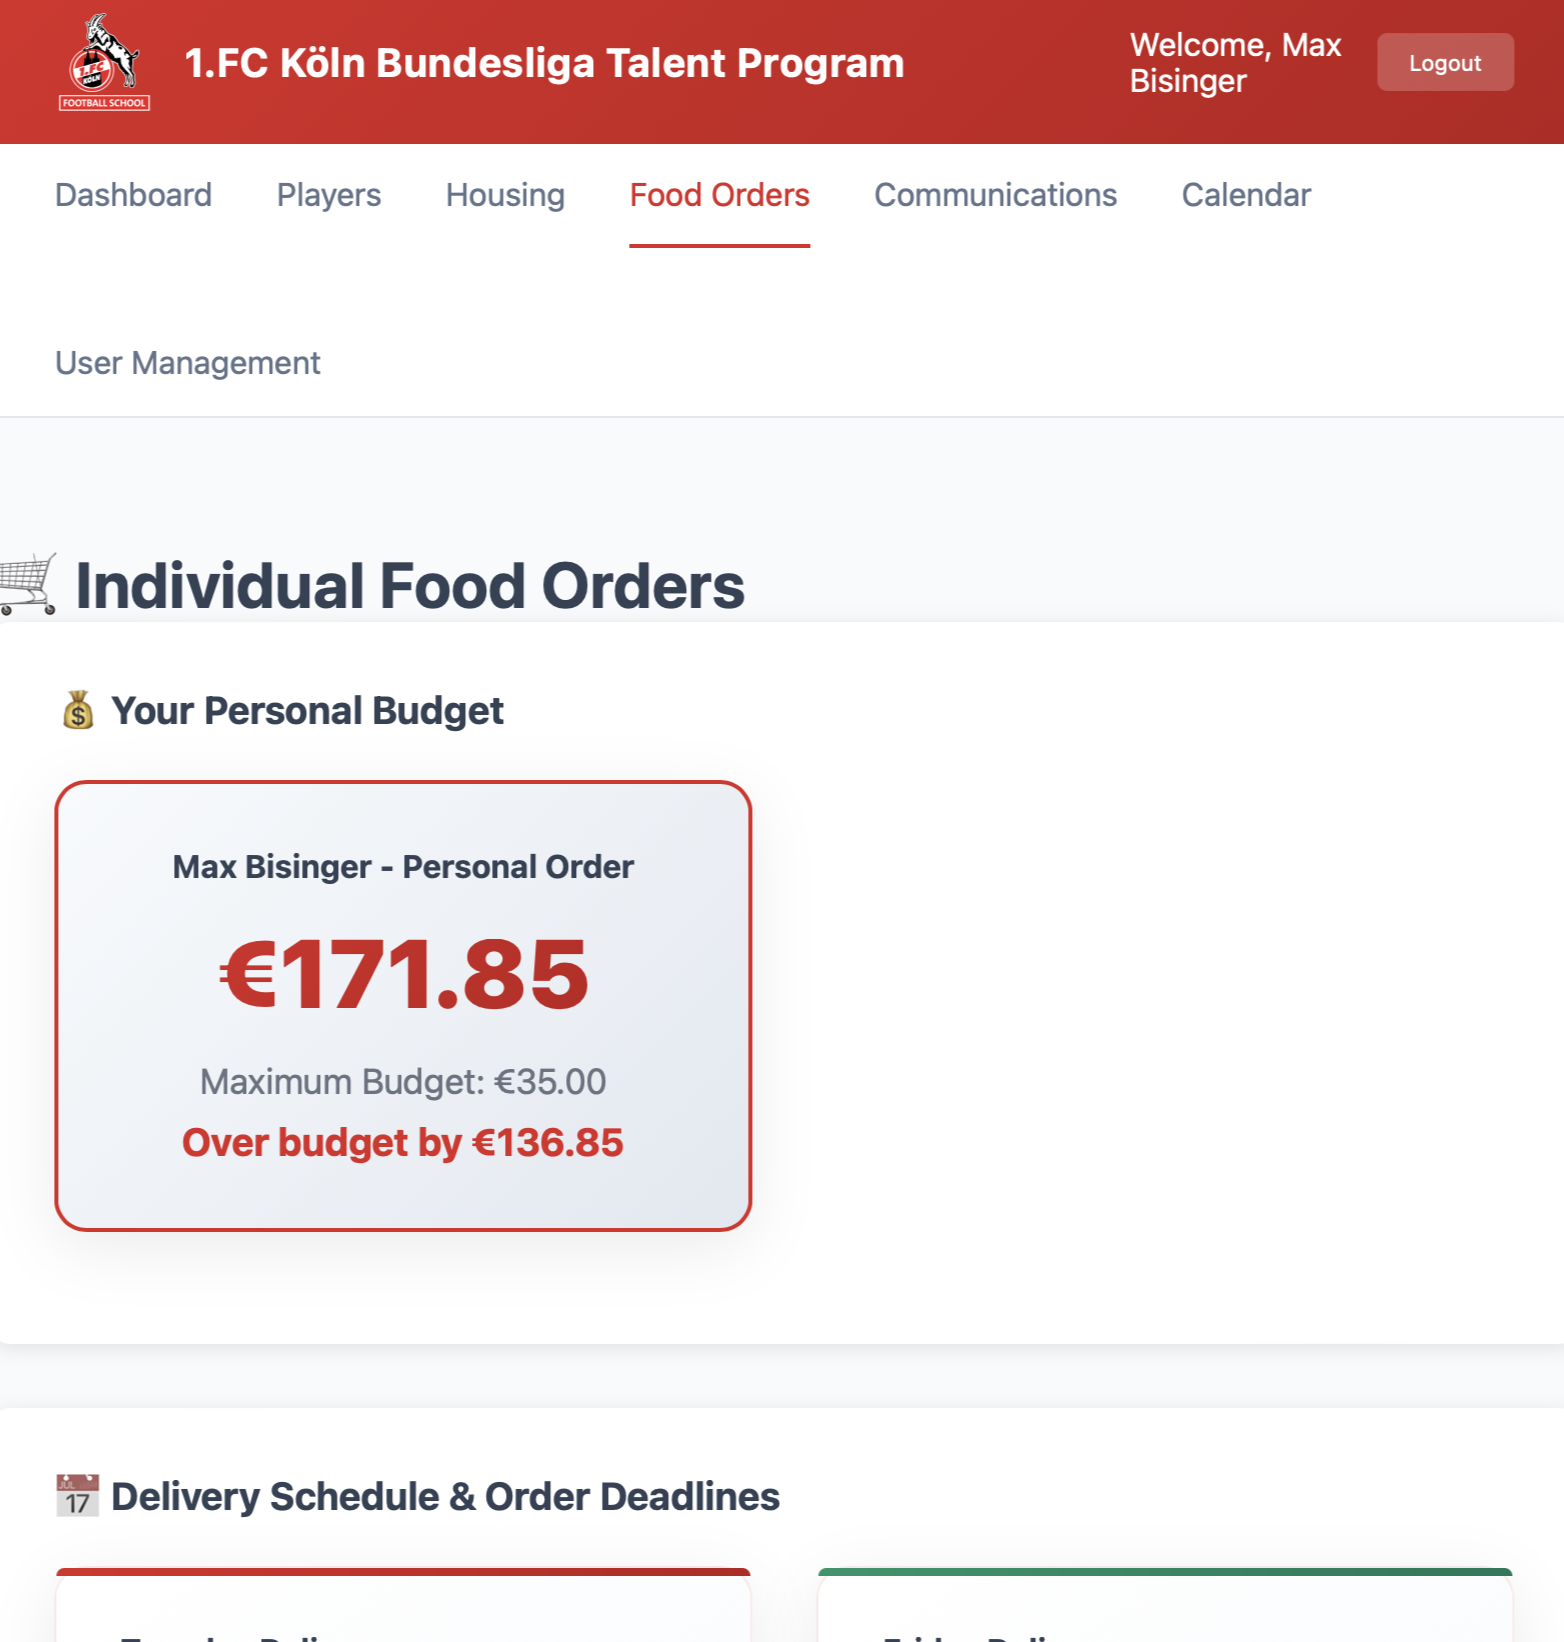 1.FC
KÖLN
FOOTBALL SCHOOL
1.FC Köln Bundesliga Talent Program
Welcome, Max
Bisinger
Logout
Dashboard
Players
Housing
Food Orders
Communications
Calendar
User Management
Individual Food Orders
$
Your Personal Budget
Max Bisinger - Personal Order
€171.85
Maximum Budget: €35.00
Over budget by €136.85
JUL
17
Delivery Schedule & Order Deadlines